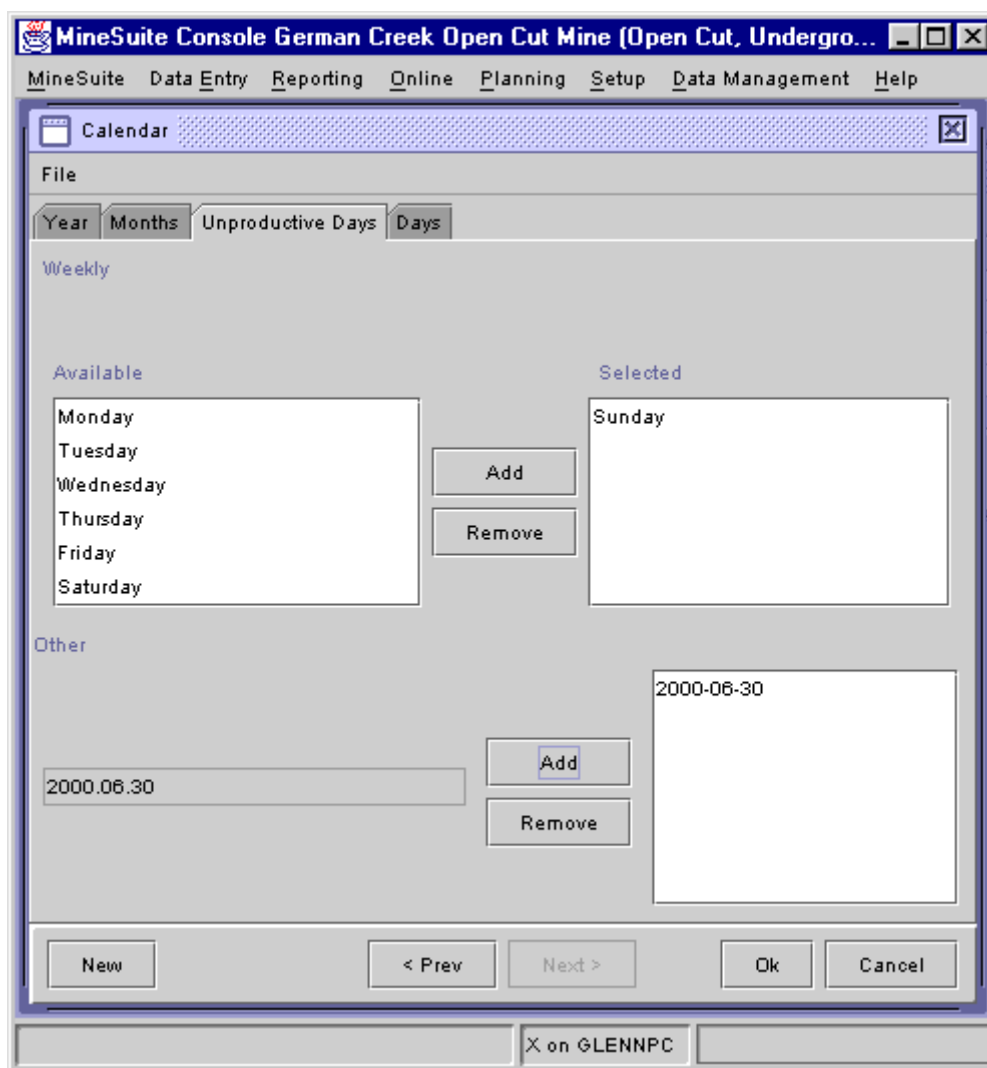 MineSuite Console German Creek Open Cut Mine (Open Cut, Undergro...
MineSuite Data Entry Reporting Online Planning Setup Data Management Help
Calendar
File
Year Months Unproductive Days Days
Weekly
Available Selected
Monday Sunday
Tuesday
Wednesday
Add
Thursday
Remove
Friday
Saturday
Other
2000-06-30
Add
2000.06.30
Remove
New < Prev Next > Ok Cancel
X on GLENNPC